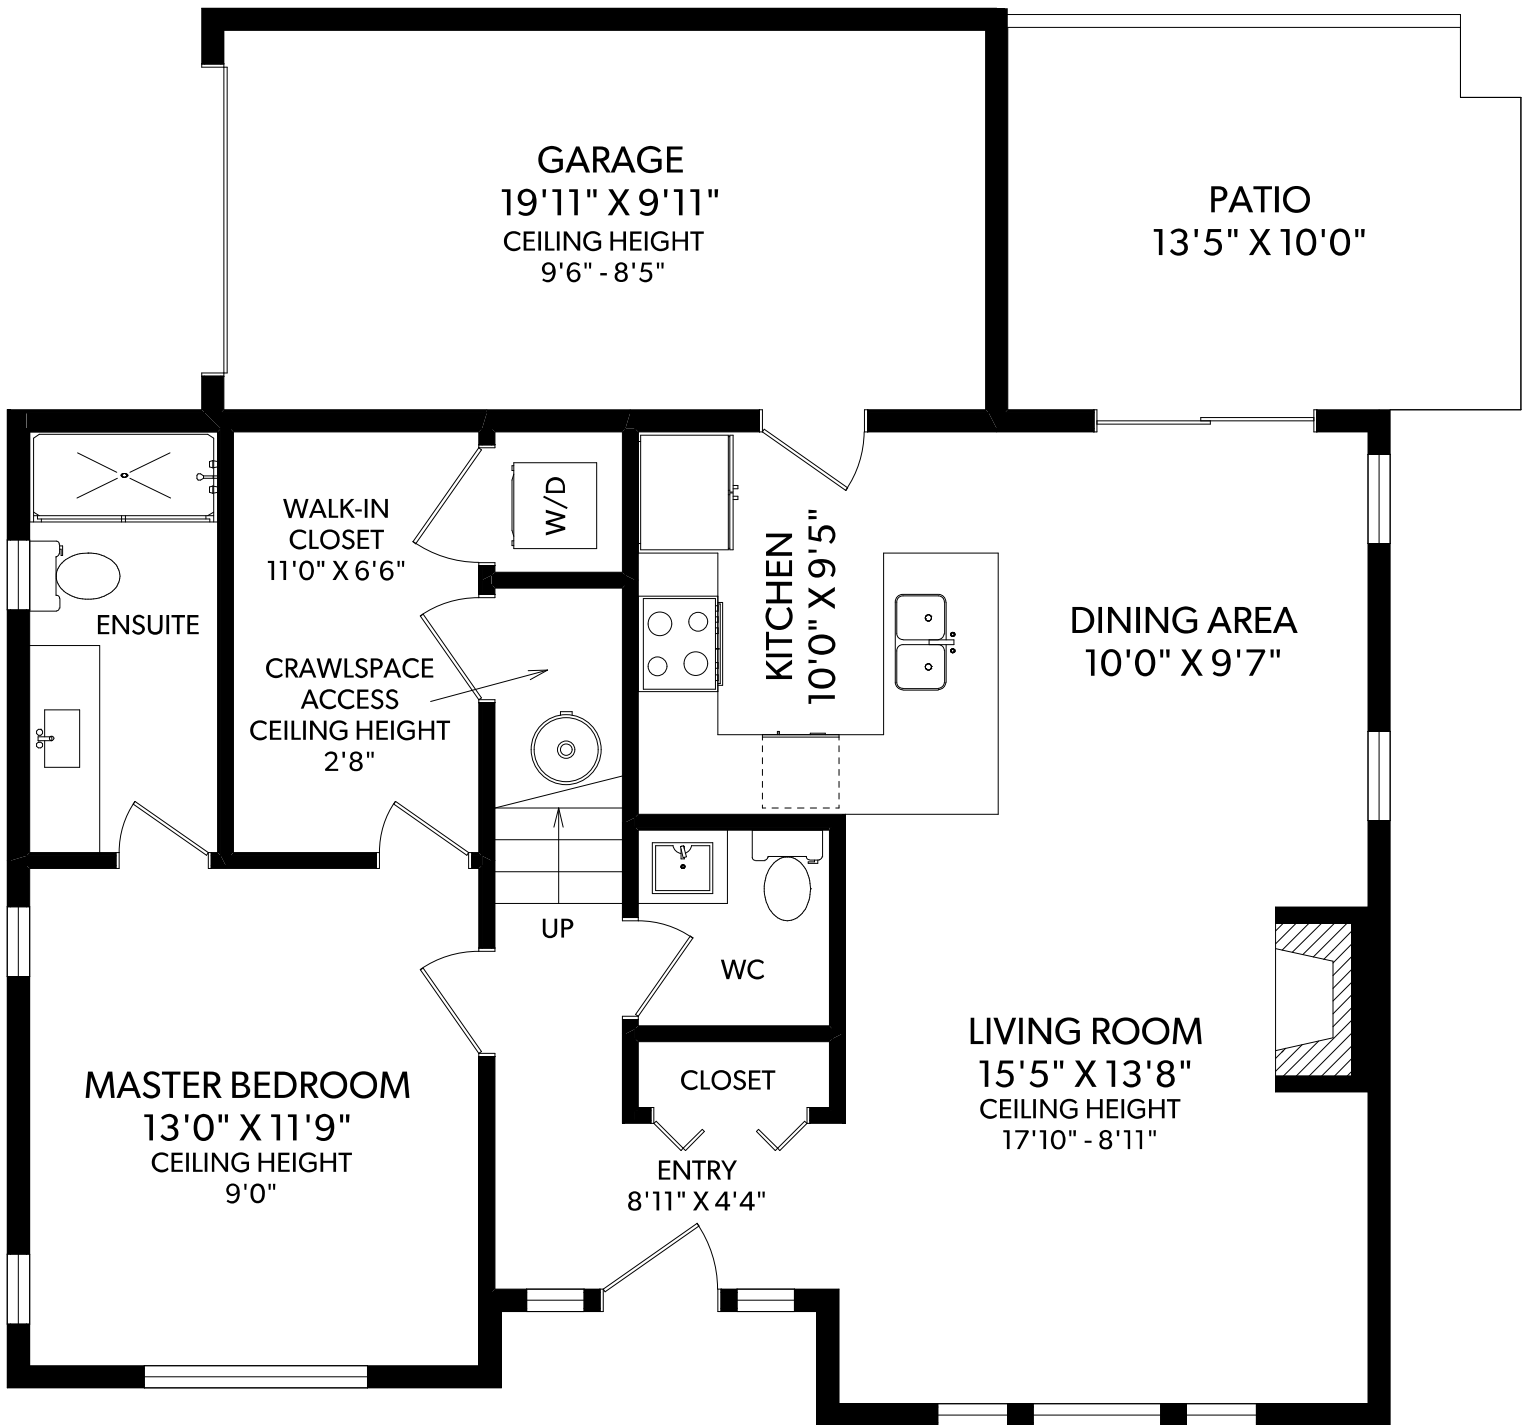 GARAGE
19'11" X 9'11"
CEILING HEIGHT
9'6" - 8'5"
PATIO
13'5" X 10'0"
WALK-IN
CLOSET
11'0" X 6'6"
W/D
KITCHEN
10'0" X 9'5"
ENSUITE
DINING AREA
10'0" X 9'7"
CRAWLSPACE
ACCESS
CEILING HEIGHT
2'8"
UP
WC
LIVING ROOM
15'5" X 13'8"
CEILING HEIGHT
17'10" - 8'11"
MASTER BEDROOM
13'0" X 11'9"
CEILING HEIGHT
9'0"
CLOSET
ENTRY
8'11" X 4'4"